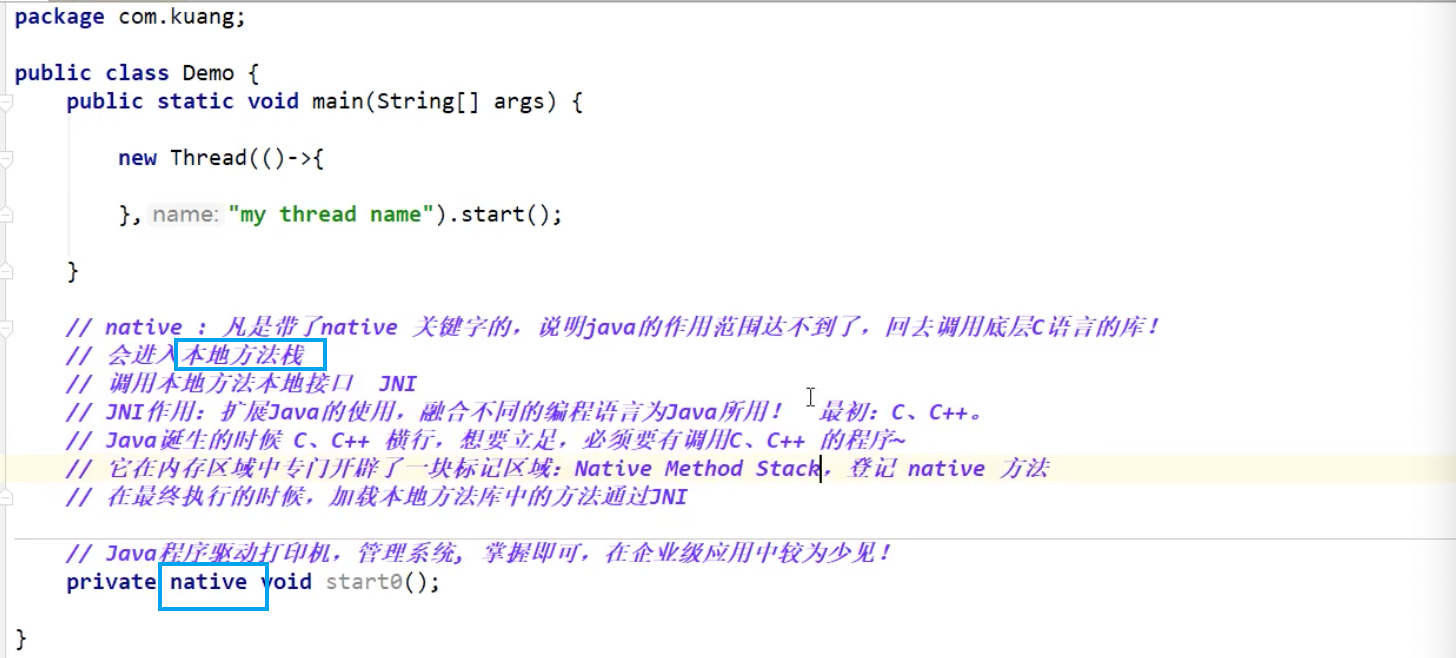 package com.kuang;
public class Demo {
public static void main(String[] args) {
new Thread(()->{
}, name: "my thread name").start();
}
// native : 凡是带了native 关键字的，说明java的作用范围达不到了，回去调用底层C语言的库！
// 会进入本地方法栈
// 调用本地方法本地接口 JNI
// JNI作用：扩展Java的使用，融合不同的编程语言为Java所用！ 最初：C、C++。
// Java诞生的时候 C、C++ 横行，想要立足，必须要有调用C、C++ 的程序~
// 它在内存区域中专门开辟了一块标记区域：Native Method Stack，登记 native 方法
// 在最终执行的时候，加载本地方法库中的方法通过JNI
// Java程序驱动打印机，管理系统，掌握即可，在企业级应用中较为少见！
private native void start0();
}